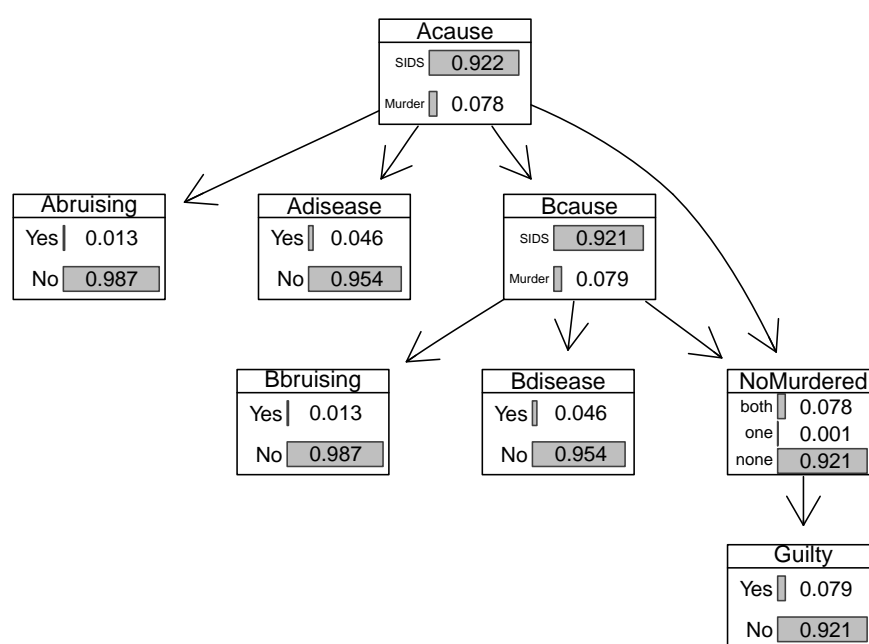 Acause
SIDS 0.922
Murder 0.078
Abruising
Yes 0.013
No 0.987
Adisease
Yes 0.046
No 0.954
Bcause
SIDS 0.921
Murder 0.079
Bbruising
Yes 0.013
No 0.987
Bdisease
Yes 0.046
No 0.954
NoMurdered
both 0.078
one 0.001
none 0.921
Guilty
Yes 0.079
No 0.921